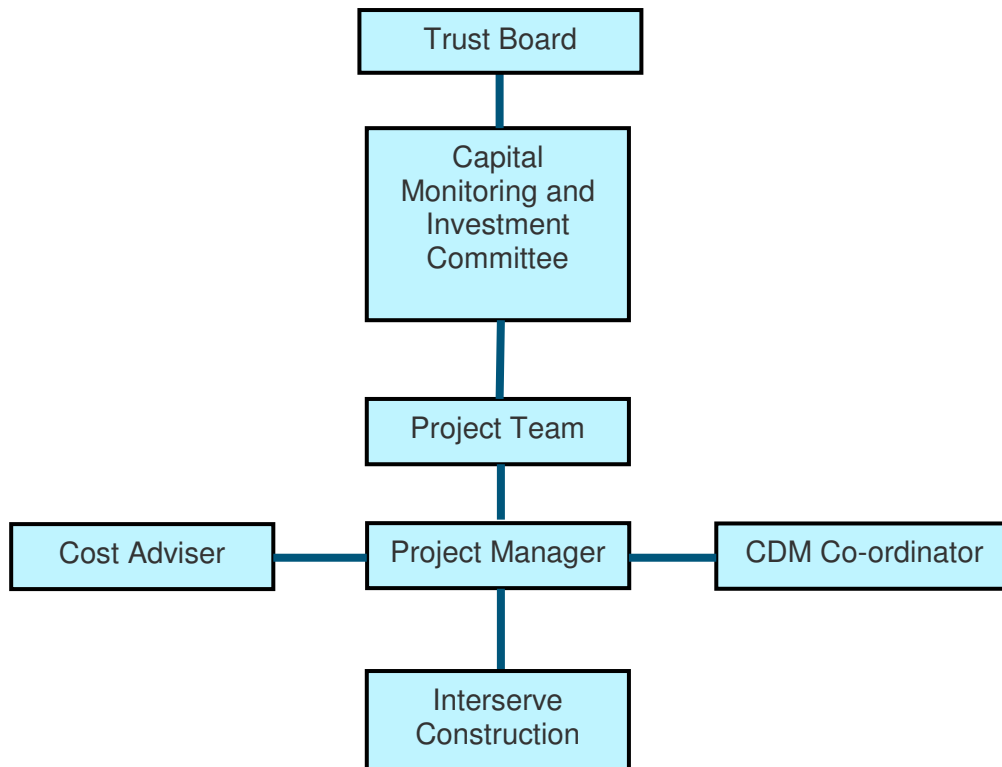 Trust Board
Capital
Monitoring and
Investment
Committee
Project Team
Cost Adviser
Project Manager
CDM Co-ordinator
Interserve
Construction